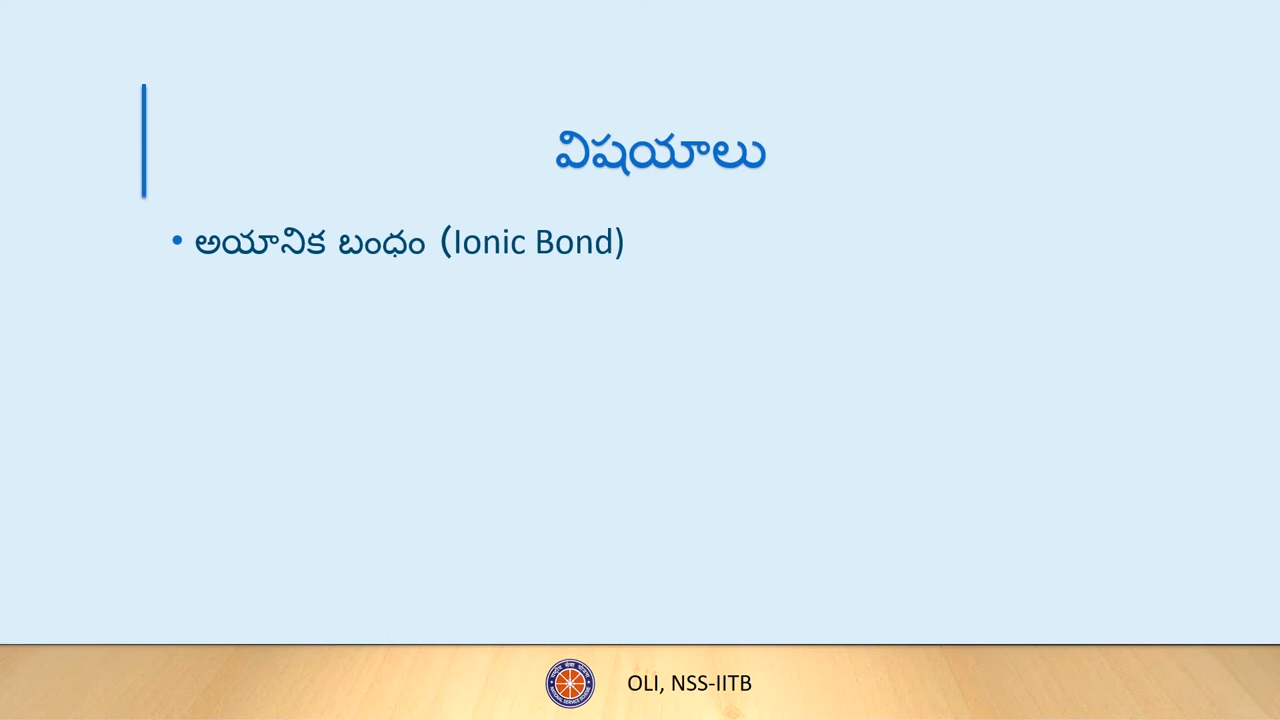 విషయాలు
• అయానిక బంధం (Ionic Bond)
OLI, NSS-IITB